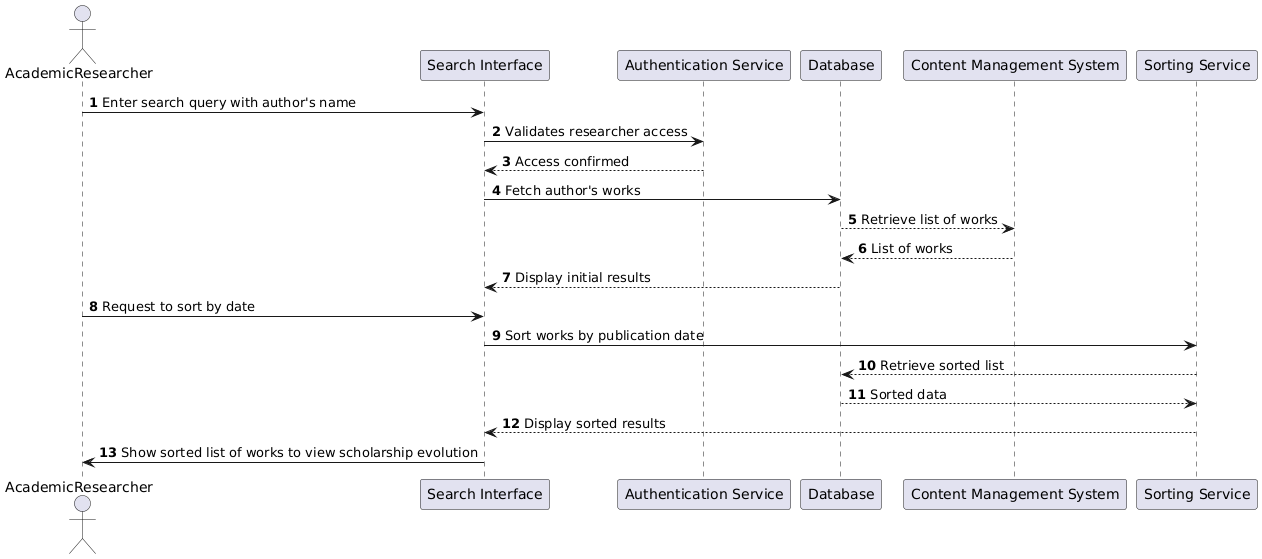 AcademicResearcher
Search Interface
Authentication Service
Database
Content Management System
Sorting Service
1 Enter search query with author's name
2 Validates researcher access
3 Access confirmed
4 Fetch author's works
5 Retrieve list of works
6 List of works
7 Display initial results
8 Request to sort by date
9 Sort works by publication date
10 Retrieve sorted list
11 Sorted data
12 Display sorted results
13 Show sorted list of works to view scholarship evolution
AcademicResearcher
Search Interface
Authentication Service
Database
Content Management System
Sorting Service